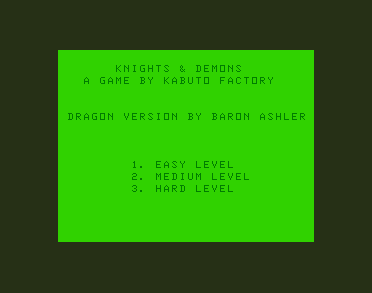 KNIGHTS & DEMONS
A GAME BY KABUTO FACTORY
DRAGON VERSION BY BARON ASHLER
1. EASY LEVEL
2. MEDIUM LEVEL
3. HARD LEVEL